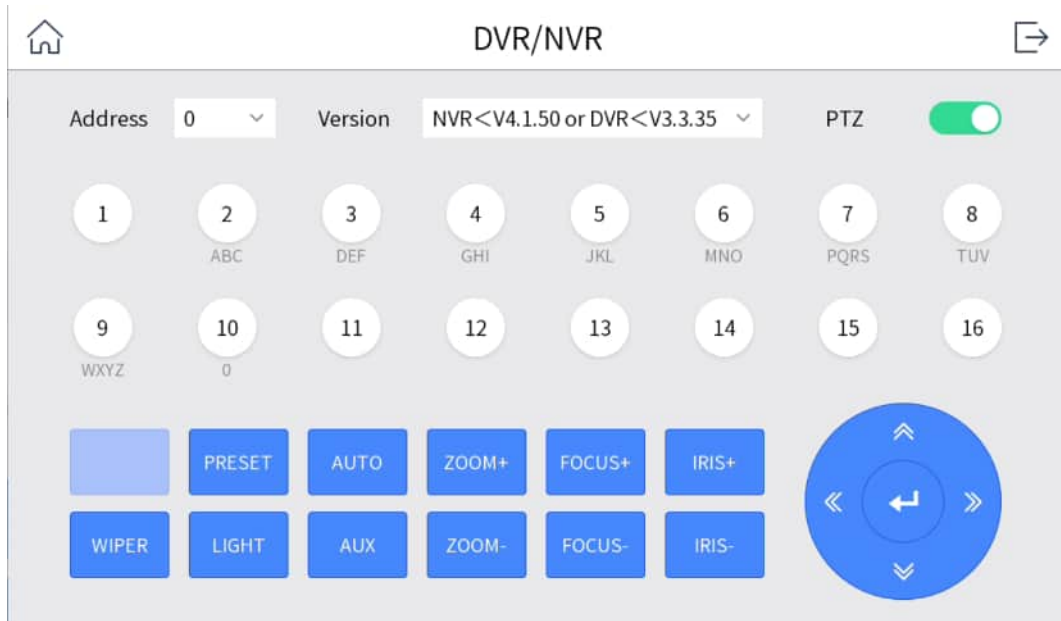 DVR/NVR
Address 0 Version NVR<V4.1.50 or DVR<V3.3.35 PTZ
1 2 3 4 5 6 7 8
ABC DEF GHI JKL MNO PQRS TUV
9 10 11 12 13 14 15 16
WXYZ 0
PRESET AUTO ZOOM+ FOCUS+ IRIS+
WIPER LIGHT AUX ZOOM- FOCUS- IRIS-